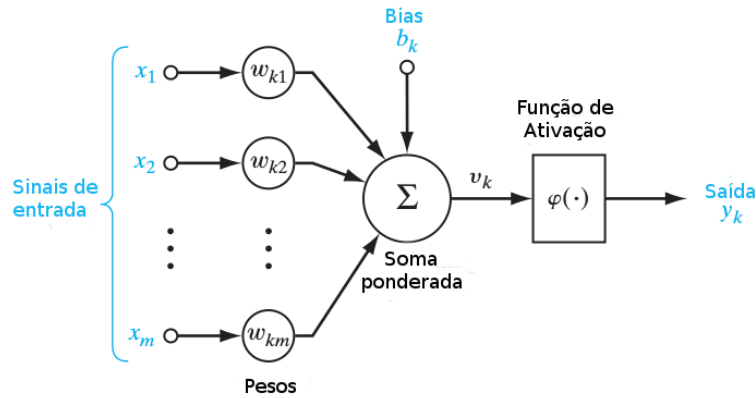 Bias
b_k
x_1
w_k1
Função de
Ativação
x_2
w_k2
Sinais de
entrada
Σ
v_k
φ(·)
Saída
y_k
Soma
ponderada
x_m
w_km
Pesos